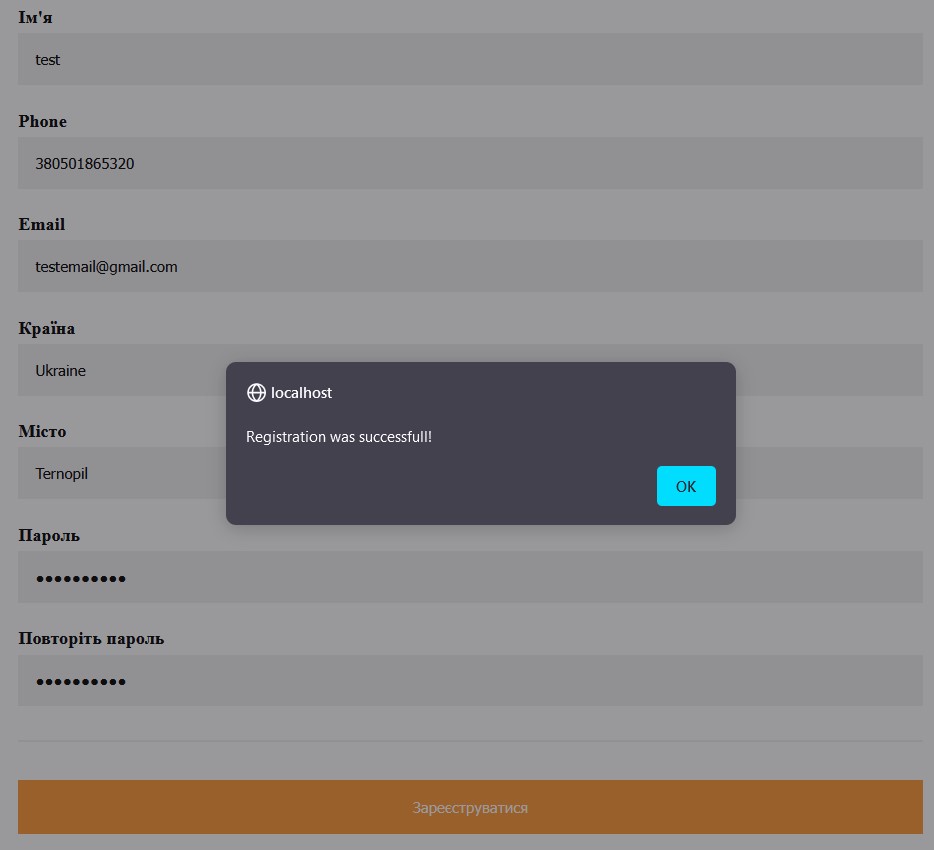 Ім'я
test
Phone
380501865320
Email
testemail@gmail.com
Країна
Ukraine
localhost
Registration was successfull!
OK
Місто
Ternopil
Пароль
••••••••••
Повторіть пароль
••••••••••
Зареєструватися